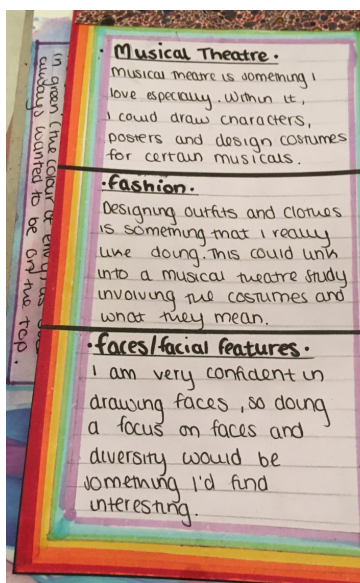 · Musical Theatre ·
Musical theatre is something I
love especially. Within it,
I could draw characters,
posters and design costumes
for certain musicals.
· Fashion ·
Designing outfits and clothes
is something that I really
like doing. This could link
into a musical theatre study
involving the costumes and
what they mean.
· faces/facial features ·
I am very confident in
drawing faces, so doing
a focus on faces and
diversity would be
something I'd find
interesting.
in green (the colour of envy) as
always wanted to be on the top.